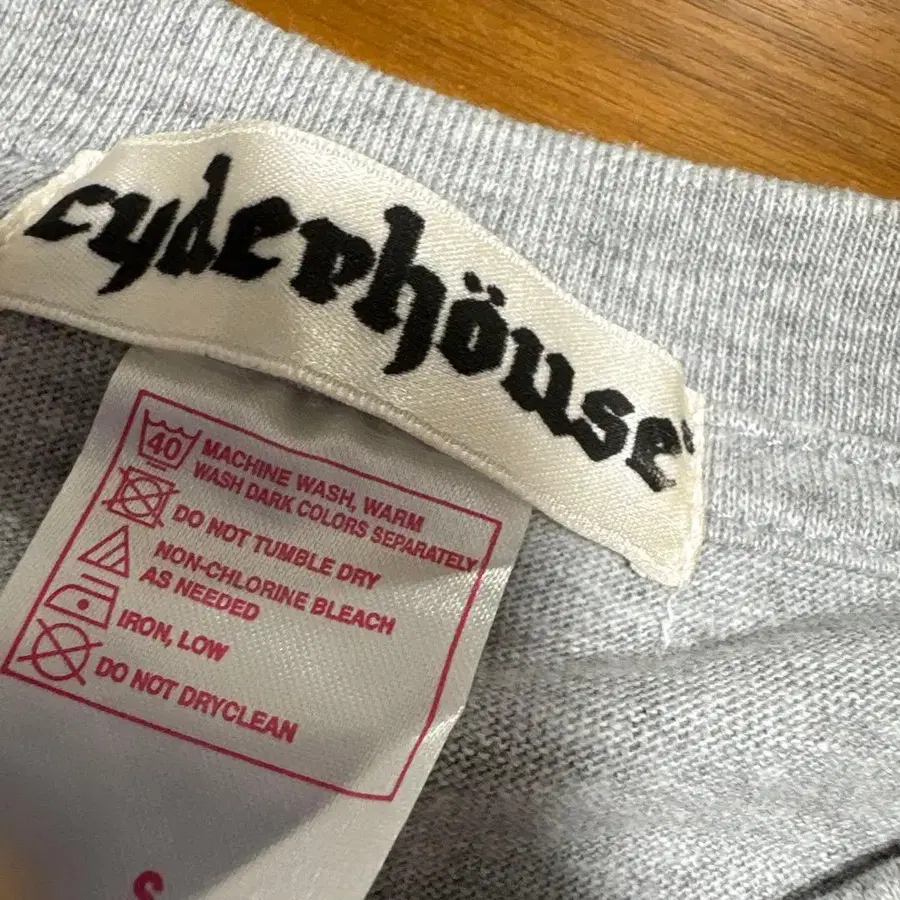 cyderhöuse
40
MACHINE WASH, WARM
WASH DARK COLORS SEPARATELY
DO NOT TUMBLE DRY
NON-CHLORINE BLEACH
AS NEEDED
IRON, LOW
DO NOT DRYCLEAN
S